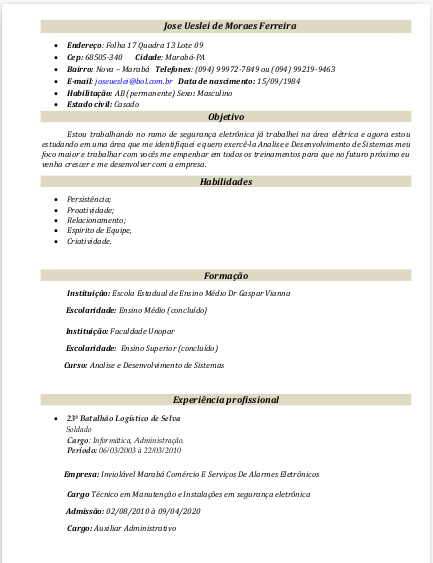 Jose Ueslei de Moraes Ferreira
Endereço: Folha 17 Quadra 13 Lote 09
Cep: 68505-340 Cidade: Marabá-PA
Bairro: Nova – Marabá Telefones: (094) 99972-7849 ou (094) 99219-9463
E-mail: joseueslei@bol.com.br Data de nascimento: 15/09/1984
Habilitação: AB (permanente) Sexo: Masculino
Estado civil: Casado
Objetivo
Estou trabalhando no ramo de segurança eletrônica já trabalhei na área elétrica e agora estou
estudando em uma área que me identifiquei e quero exercê-la Analise e Desenvolvimento de Sistemas meu
foco maior e trabalhar com vocês me empenhar em todos os treinamentos para que no futuro próximo eu
venha crescer e me desenvolver com a empresa.
Habilidades
Persistência;
Proatividade;
Relacionamento;
Espirito de Equipe,
Criatividade.
Formação
Instituição: Escola Estadual de Ensino Médio Dr Gaspar Vianna
Escolaridade: Ensino Médio (concluído)
Instituição: Faculdade Unopar
Escolaridade: Ensino Superior (concluído)
Curso: Analise e Desenvolvimento de Sistemas
Experiência profissional
23º Batalhão Logístico de Selva
Soldado
Cargo: Informática, Administração.
Período: 06/03/2003 à 22/03/2010
Empresa: Inviolável Marabá Comércio E Serviços De Alarmes Eletrônicos
Cargo Técnico em Manutenção e Instalações em segurança eletrônica
Admissão: 02/08/2010 à 09/04/2020
Cargo: Auxiliar Administrativo